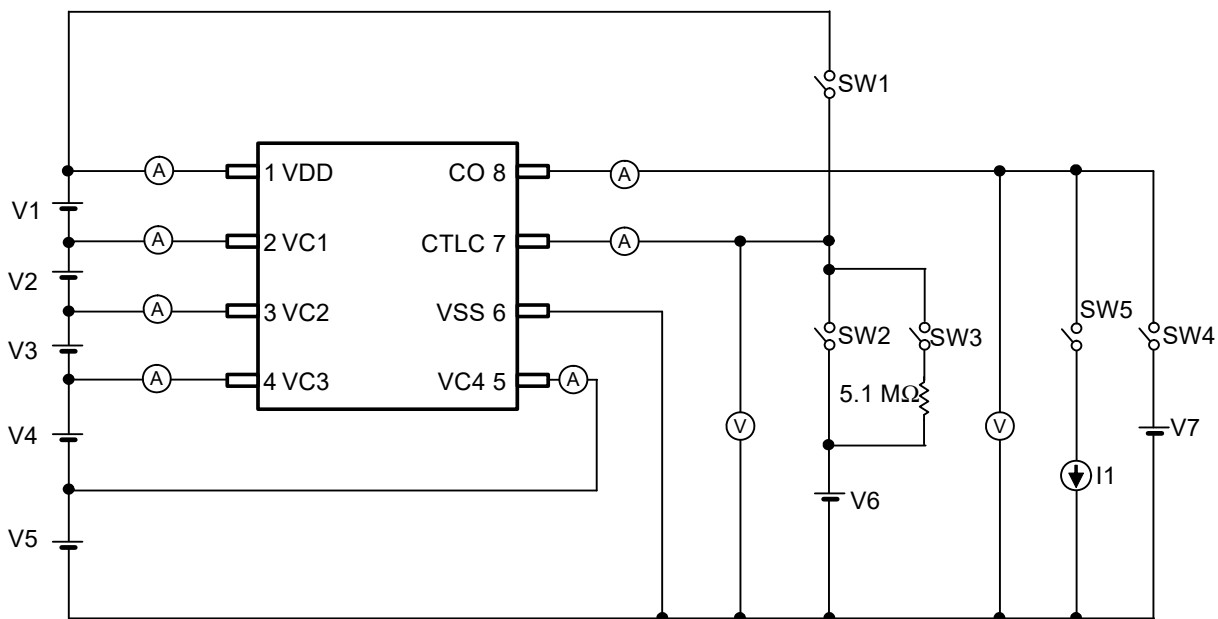 SW1
A
1 VDD
CO 8
A
V1
A
2 VC1
CTLC 7
A
V2
A
3 VC2
VSS 6
V3
SW2
SW3
SW5
SW4
A
4 VC3
VC4 5
A
5.1 MΩ
V4
V
V
V7
V6
I1
V5